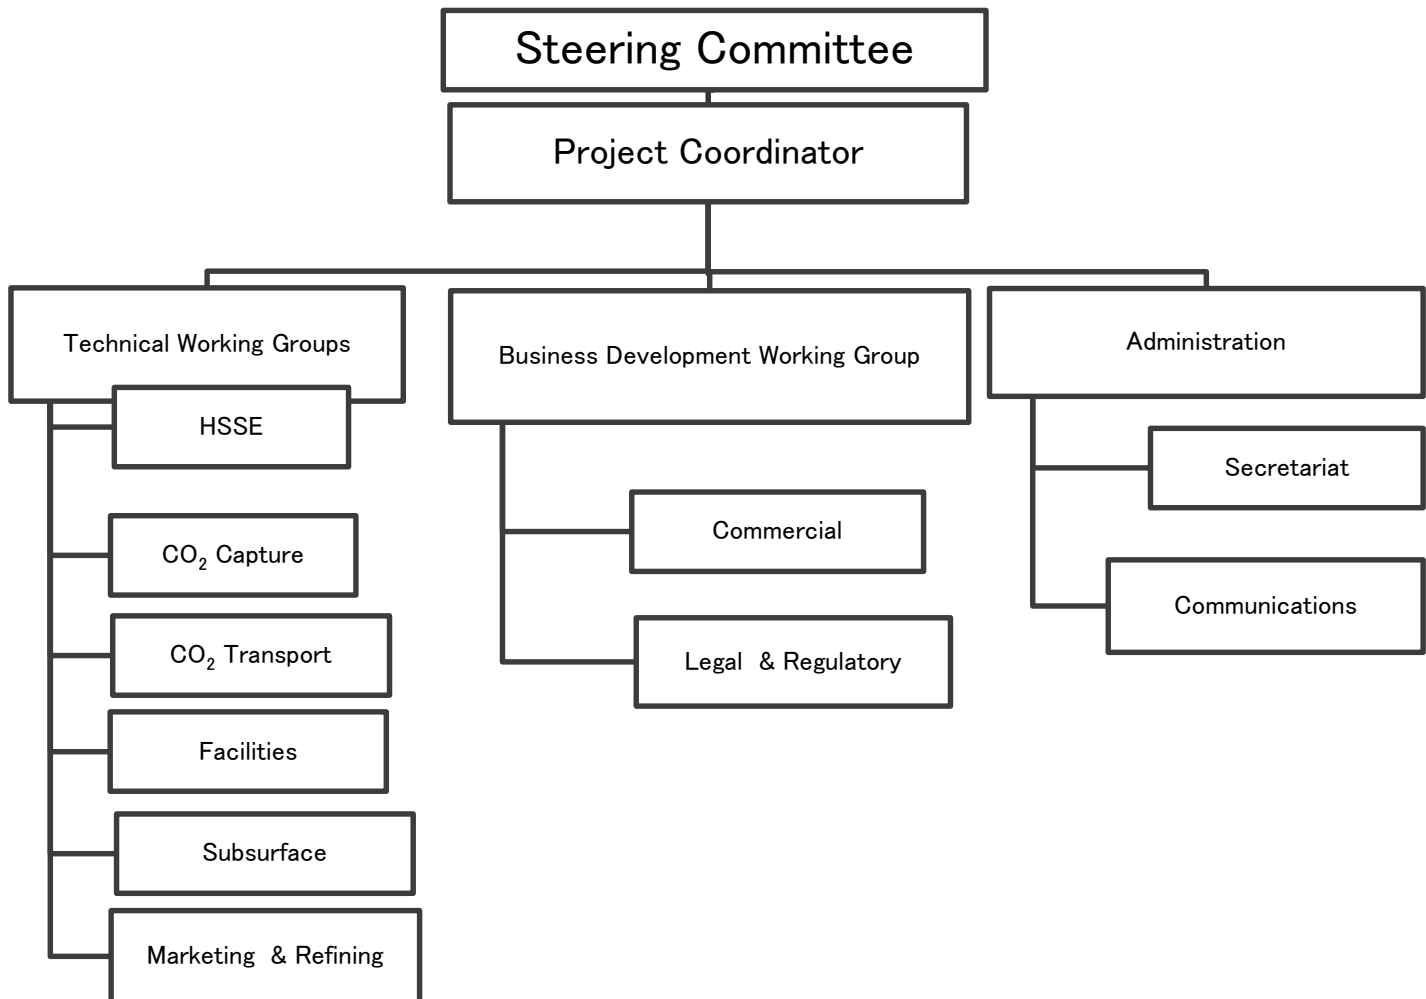 Steering Committee
Project Coordinator
Technical Working Groups
HSSE
CO₂ Capture
CO₂ Transport
Facilities
Subsurface
Marketing & Refining
Business Development Working Group
Commercial
Legal & Regulatory
Administration
Secretariat
Communications